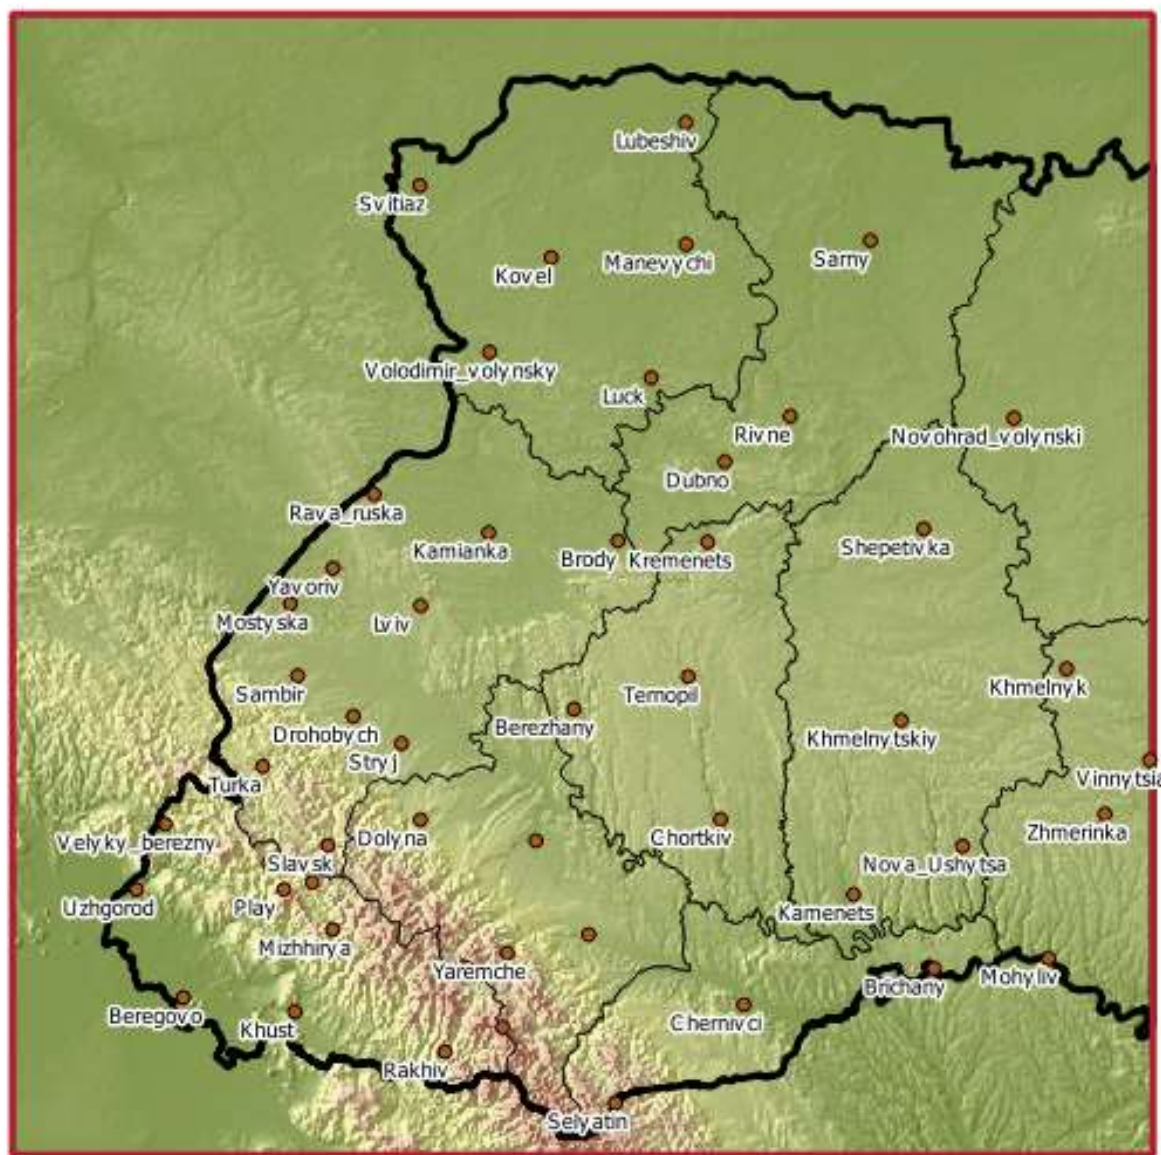 Lubeshiv
Svitiaz
Kovel
Manevychi
Sarny
Volodimir_volynsky
Luck
Rivne
Novohrad_volynski
Dubno
Rava_ruska
Kamianka
Brody
Kremenets
Shepetivka
Yavoriv
Mostyska
Lviv
Sambir
Ternopil
Khmelnyk
Drohobych
Berezhany
Khmelnytskiy
Stryj
Turka
Vinnytsia
Velyky_berezny
Dolyna
Chortkiv
Zhmerinka
Slavsk
Nova_Ushytsa
Uzhgorod
Play
Kamenets
Mizhhirya
Yaremche
Brichany
Mohyliv
Beregovo
Khust
Chernivci
Rakhiv
Selyatin